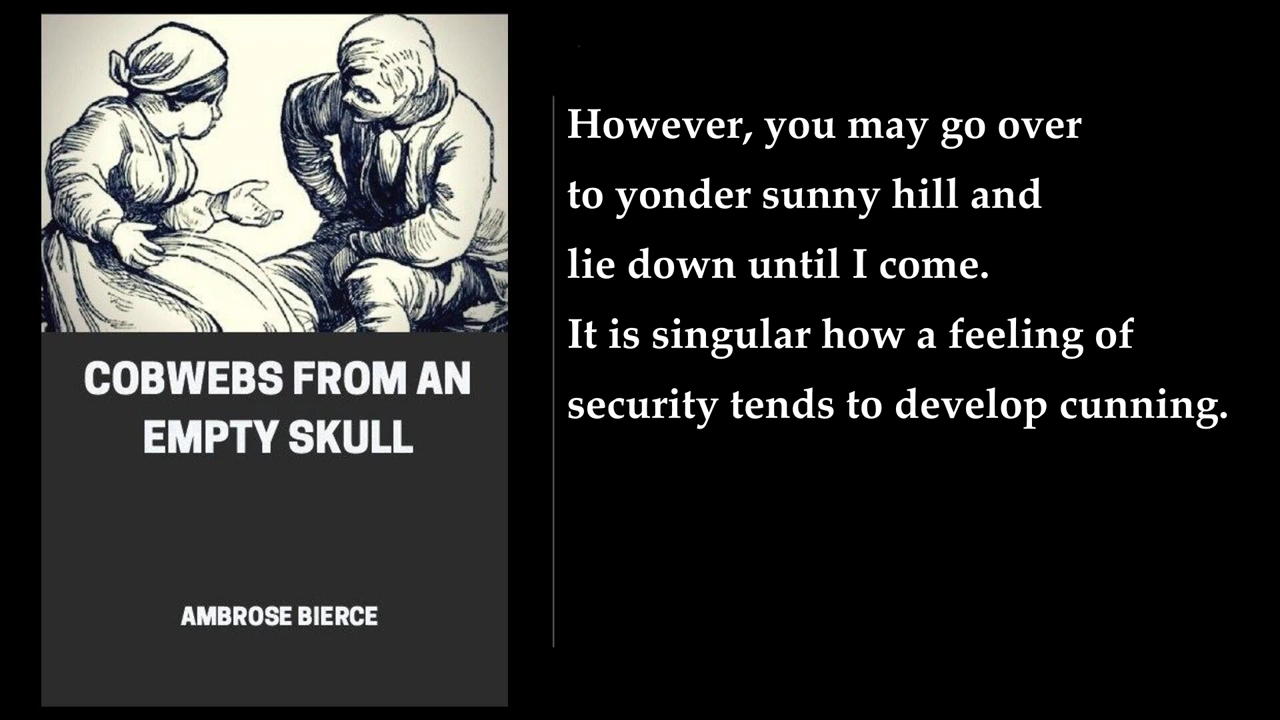 COBWEBS FROM AN
EMPTY SKULL
AMBROSE BIERCE
However, you may go over
to yonder sunny hill and
lie down until I come.
It is singular how a feeling of
security tends to develop cunning.